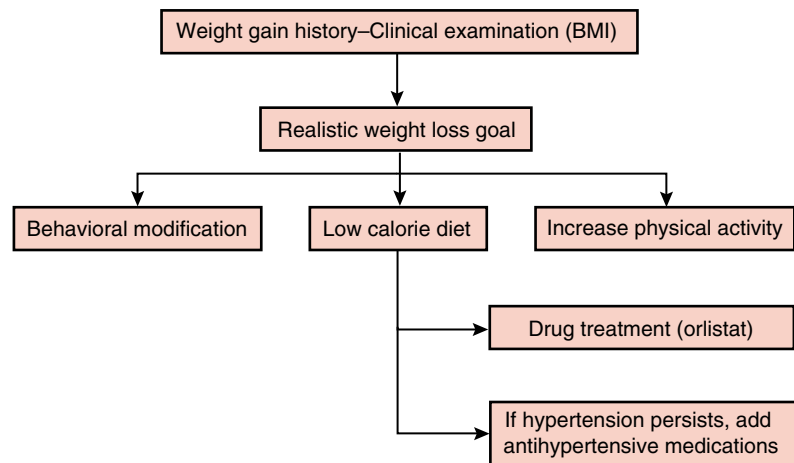 Weight gain history–Clinical examination (BMI)
Realistic weight loss goal
Behavioral modification
Low calorie diet
Increase physical activity
Drug treatment (orlistat)
If hypertension persists, add
antihypertensive medications